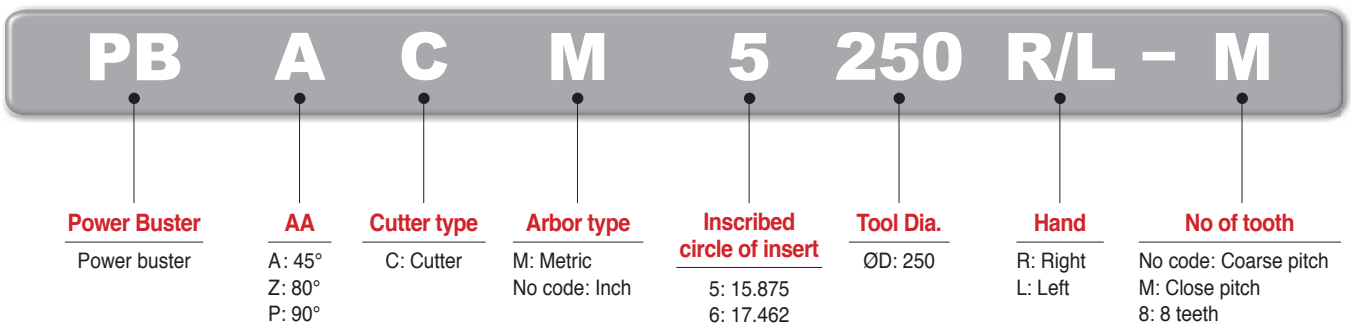 PB A C M 5 250 R/L - M
Power Buster
Power buster
AA
A: 45°
Z: 80°
P: 90°
Cutter type
C: Cutter
Arbor type
M: Metric
No code: Inch
Inscribed
circle of insert
5: 15.875
6: 17.462
Tool Dia.
ØD: 250
Hand
R: Right
L: Left
No of tooth
No code: Coarse pitch
M: Close pitch
8: 8 teeth